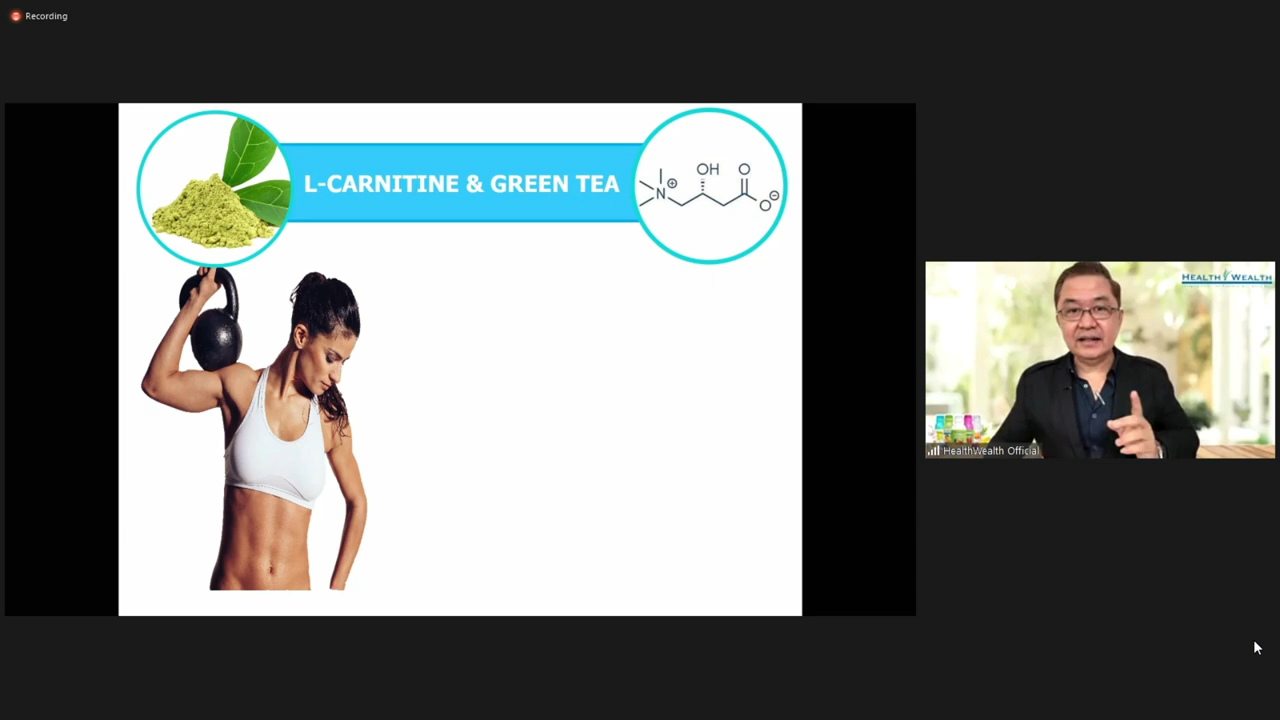 Recording
L-CARNITINE & GREEN TEA
OH
O
N
O
HEALTH WEALTH
HealthWealth Official